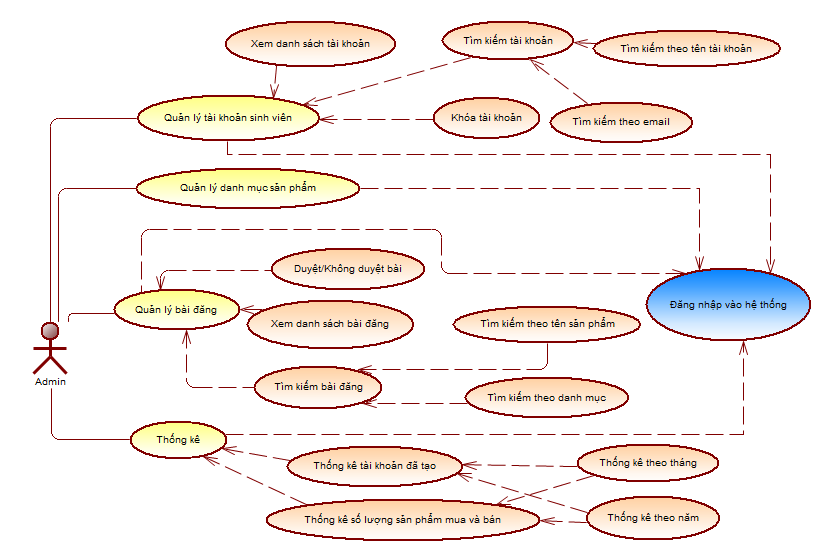 Xem danh sách tài khoản
Tìm kiếm tài khoản
Tìm kiếm theo tên tài khoản
Quản lý tài khoản sinh viên
Khóa tài khoản
Tìm kiếm theo email
Quản lý danh mục sản phẩm
Duyệt/Không duyệt bài
Đăng nhập vào hệ thống
Quản lý bài đăng
Xem danh sách bài đăng
Tìm kiếm theo tên sản phẩm
Admin
Tìm kiếm bài đăng
Tìm kiếm theo danh mục
Thống kê
Thống kê tài khoản đã tạo
Thống kê theo tháng
Thống kê số lượng sản phẩm mua và bán
Thống kê theo năm